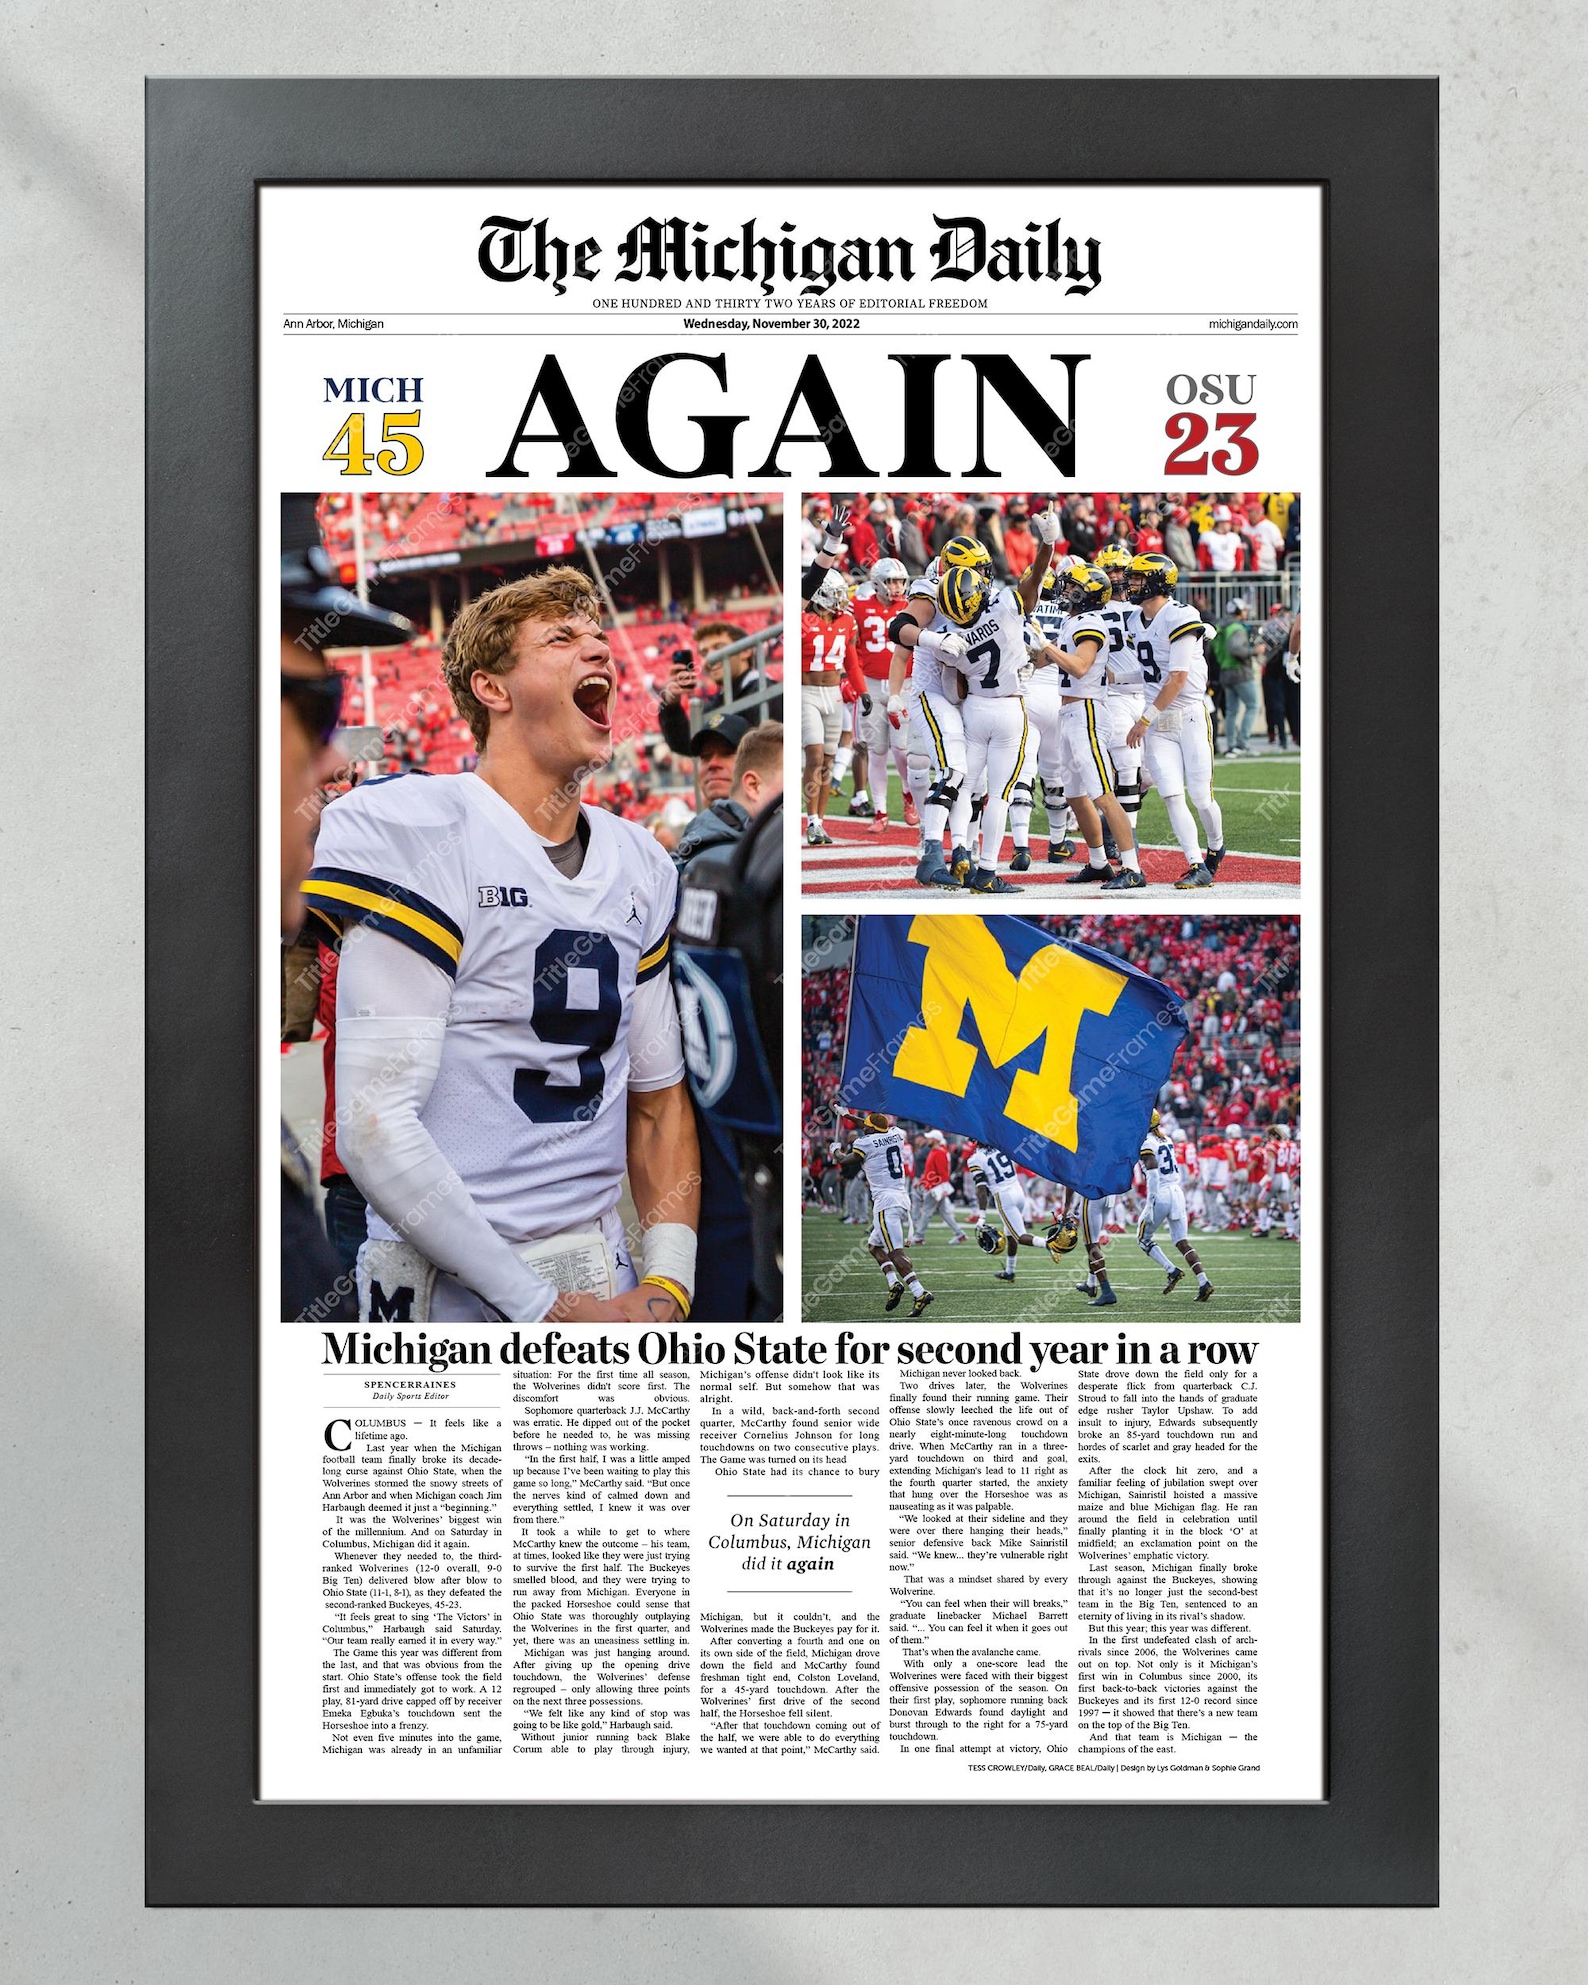 The Michigan Daily
ONE HUNDRED AND THIRTY TWO YEARS OF EDITORIAL FREEDOM
Ann Arbor, Michigan
Wednesday, November 30, 2022
michigandaily.com
MICH
45
AGAIN
OSU
23
BIG
9
M
14
7
9
M
SAINRISTIL
0
19
Michigan defeats Ohio State for second year in a row
SPENCER RAINES
Daily Sports Editor
COLUMBUS — It feels like a
lifetime ago.
Last year when the Michigan
football team finally broke its decade-
long curse against Ohio State, when the
Wolverines stormed the snowy streets of
Ann Arbor and when Michigan coach Jim
Harbaugh deemed it just a “beginning.”
It was the Wolverines’ biggest win
of the millennium. And on Saturday in
Columbus, Michigan did it again.
Whenever they needed to, the third-
ranked Wolverines (12-0 overall, 9-0
Big Ten) delivered blow after blow to
Ohio State (11-1, 8-1), as they defeated the
second-ranked Buckeyes, 45-23.
“It feels great to sing ‘The Victors’ in
Columbus,” Harbaugh said Saturday.
“Our team really earned it in every way.”
The Game this year was different from
the last, and that was obvious from the
start. Ohio State’s offense took the field
first and immediately got to work. A 12
play, 81-yard drive capped off by receiver
Emeka Egbuka’s touchdown sent the
Horseshoe into a frenzy.
Not even five minutes into the game,
Michigan was already in an unfamiliar
situation: For the first time all season,
the Wolverines didn't score first. The
discomfort was obvious.
Sophomore quarterback J.J. McCarthy
was erratic. He dipped out of the pocket
before he needed to, he was missing
throws – nothing was working.
“In the first half, I was a little amped
up because I’ve been waiting to play this
game so long,” McCarthy said. “But once
the nerves kind of calmed down and
everything settled, I knew it was over
from there.”
It took a while to get to where
McCarthy knew the outcome – his team,
at times, looked like they were just trying
to survive the first half. The Buckeyes
smelled blood, and they were trying to
run away from Michigan. Everyone in
the packed Horseshoe could sense that
Ohio State was thoroughly outplaying
the Wolverines in the first quarter, and
yet, there was an uneasiness settling in.
Michigan was just hanging around.
After giving up the opening drive
touchdown, the Wolverines’ defense
regrouped – only allowing three points
on the next three possessions.
“We felt like any kind of stop was
going to be like gold,” Harbaugh said.
Without junior running back Blake
Corum able to play through injury,
Michigan’s offense didn't look like its
normal self. But somehow that was
alright.
In a wild, back-and-forth second
quarter, McCarthy found senior wide
receiver Cornelius Johnson for long
touchdowns on two consecutive plays.
The Game was turned on its head
Ohio State had its chance to bury
On Saturday in
Columbus, Michigan
did it again
Michigan, but it couldn’t, and the
Wolverines made the Buckeyes pay for it.
After converting a fourth and one on
its own side of the field, Michigan drove
down the field and McCarthy found
freshman tight end, Colston Loveland,
for a 45-yard touchdown. After the
Wolverines’ first drive of the second
half, the Horseshoe fell silent.
“After that touchdown coming out of
the half, we were able to do everything
we wanted at that point,” McCarthy said.
Michigan never looked back.
Two drives later, the Wolverines
finally found their running game. Their
offense slowly leeched the life out of
Ohio State’s once ravenous crowd on a
nearly eight-minute-long touchdown
drive. When McCarthy ran in a three-
yard touchdown on third and goal,
extending Michigan's lead to 11 right as
the fourth quarter started, the anxiety
that hung over the Horseshoe was as
nauseating as it was palpable.
“We looked at their sideline and they
were over there hanging their heads,”
senior defensive back Mike Sainristil
said. “We knew... they’re vulnerable right
now.”
That was a mindset shared by every
Wolverine.
“You can feel when their will breaks,”
graduate linebacker Michael Barrett
said. “... You can feel it when it goes out
of them.”
That’s when the avalanche came.
With only a one-score lead the
Wolverines were faced with their biggest
offensive possession of the season. On
their first play, sophomore running back
Donovan Edwards found daylight and
burst through to the right for a 75-yard
touchdown.
In one final attempt at victory, Ohio
State drove down the field only for a
desperate flick from quarterback C.J.
Stroud to fall into the hands of graduate
edge rusher Taylor Upshaw. To add
insult to injury, Edwards subsequently
broke an 85-yard touchdown run and
hordes of scarlet and gray headed for the
exits.
After the clock hit zero, and a
familiar feeling of jubilation swept over
Michigan, Sainristil hoisted a massive
maize and blue Michigan flag. He ran
around the field in celebration until
finally planting it in the block ‘O’ at
midfield; an exclamation point on the
Wolverines’ emphatic victory.
Last season, Michigan finally broke
through against the Buckeyes, showing
that it’s no longer just the second-best
team in the Big Ten, sentenced to an
eternity of living in its rival’s shadow.
But this year; this year was different.
In the first undefeated clash of arch-
rivals since 2006, the Wolverines came
out on top. Not only is it Michigan’s
first win in Columbus since 2000, its
first back-to-back victories against the
Buckeyes and its first 12-0 record since
1997 — it showed that there’s a new team
on the top of the Big Ten.
And that team is Michigan — the
champions of the east.
TESS CROWLEY/Daily, GRACE BEAL/Daily | Design by Lys Goldman & Sophie Grand
TitleGameFrames